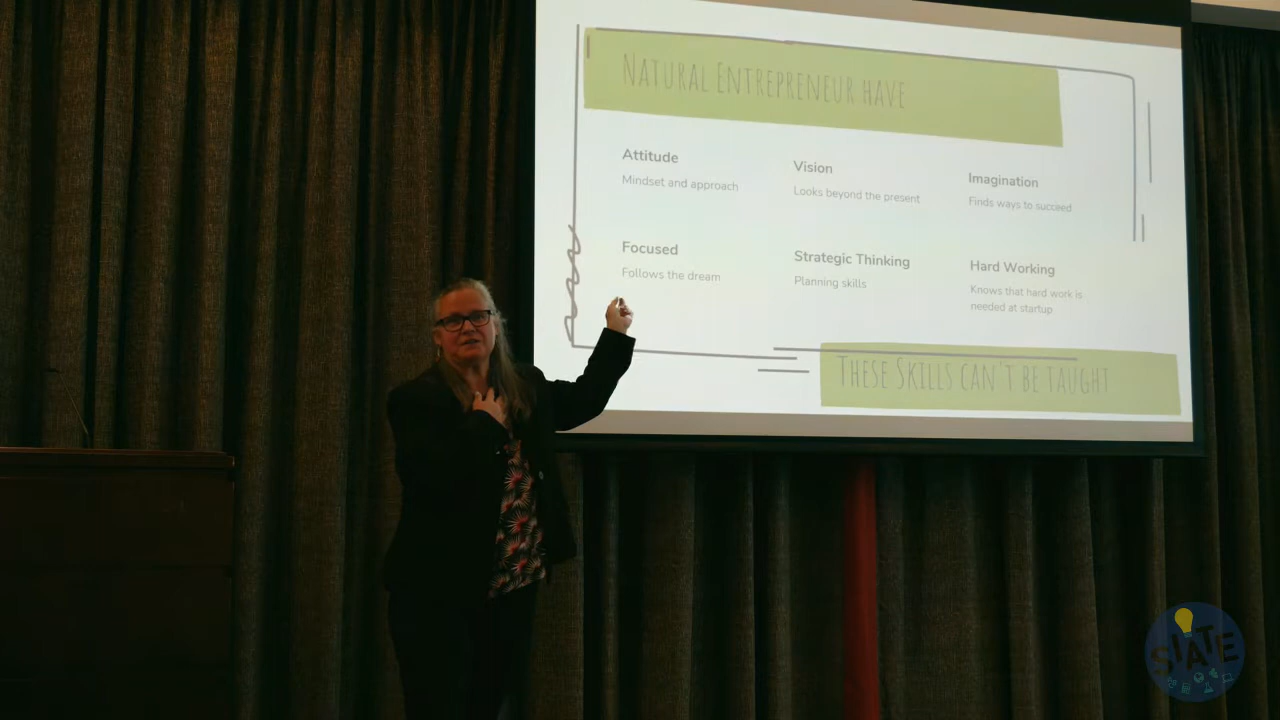 Natural Entrepreneur have
Attitude
Mindset and approach
Vision
Looks beyond the present
Imagination
Finds ways to succeed
Focused
Follows the dream
Strategic Thinking
Planning skills
Hard Working
Knows that hard work is
needed at startup
These Skills can't be taught
SIATE